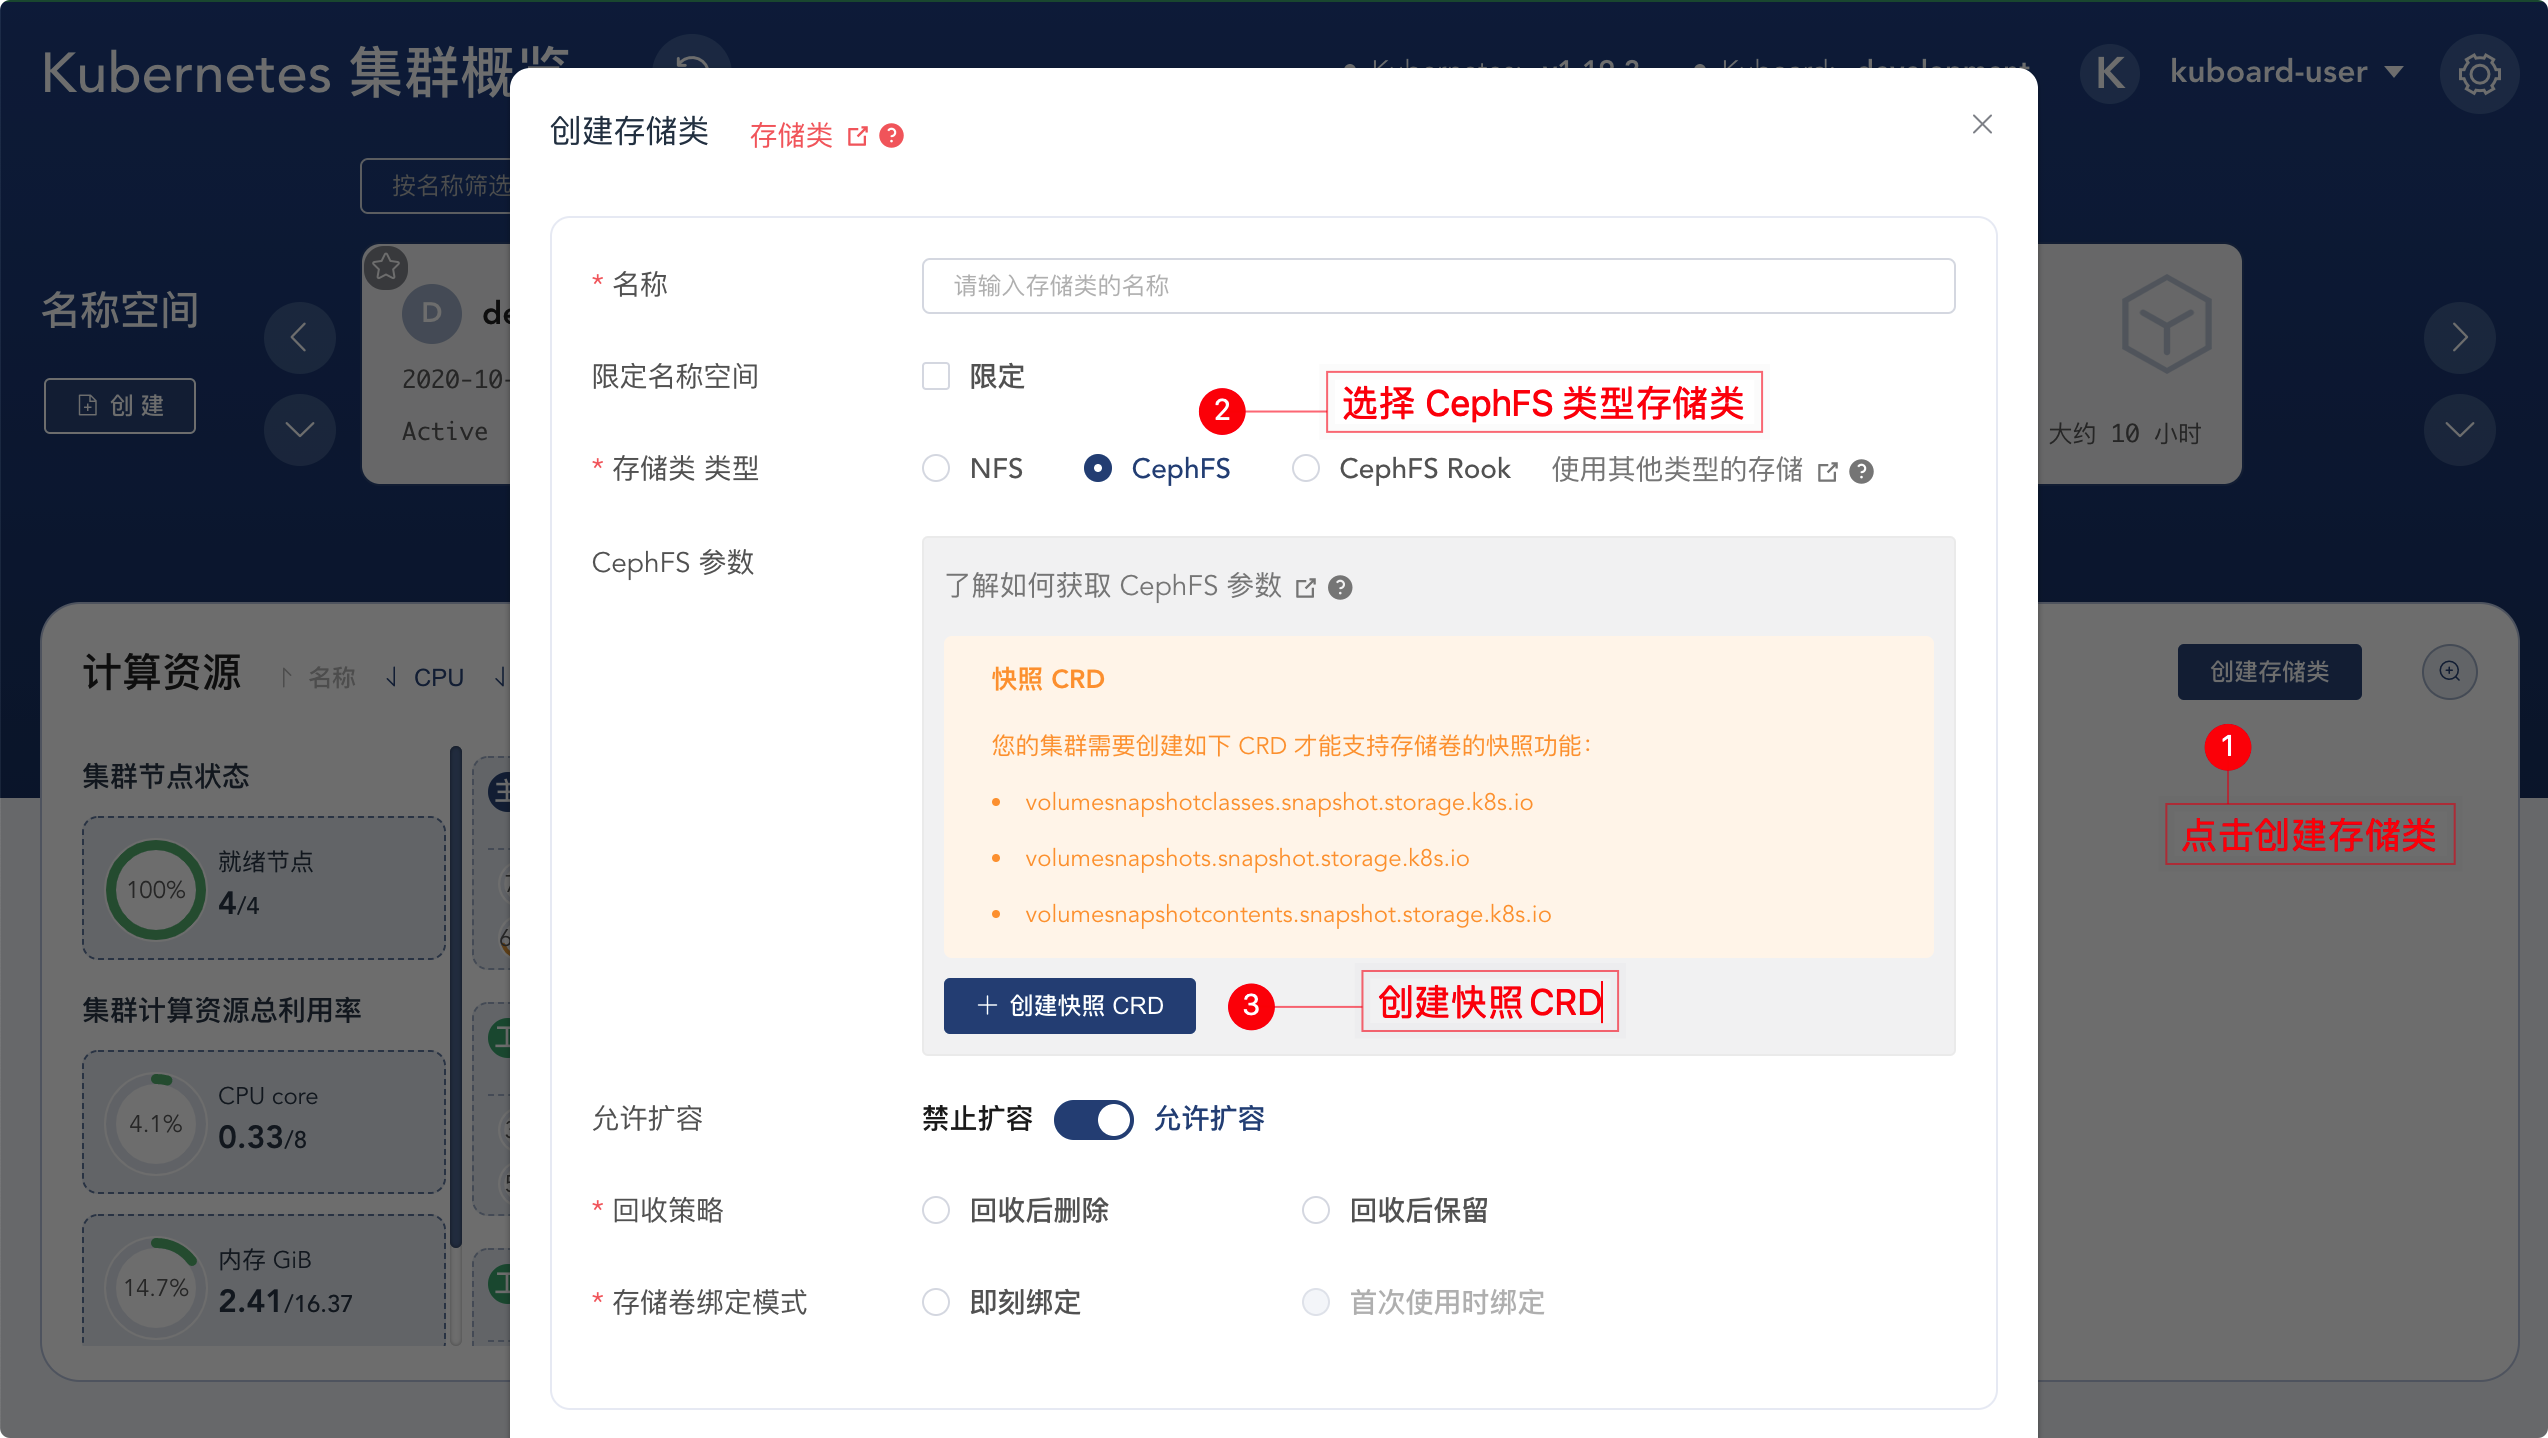 Kubernetes 集群概览
kuboard-user
K
创建存储类 存储类
按名称筛选
名称空间
创 建
D
2020-10-
Active
大约 10 小时
* 名称
请输入存储类的名称
限定名称空间
限定
2
选择 CephFS 类型存储类
* 存储类 类型
NFS
CephFS
CephFS Rook
使用其他类型的存储
CephFS 参数
了解如何获取 CephFS 参数
快照 CRD
您的集群需要创建如下 CRD 才能支持存储卷的快照功能：
• volumesnapshotclasses.snapshot.storage.k8s.io
• volumesnapshots.snapshot.storage.k8s.io
• volumesnapshotcontents.snapshot.storage.k8s.io
+ 创建快照 CRD
3
创建快照 CRD
允许扩容
禁止扩容
允许扩容
* 回收策略
回收后删除
回收后保留
* 存储卷绑定模式
即刻绑定
首次使用时绑定
计算资源
名称
CPU
创建存储类
1
点击创建存储类
集群节点状态
100%
就绪节点
4/4
集群计算资源总利用率
4.1%
CPU core
0.33/8
14.7%
内存 GiB
2.41/16.37